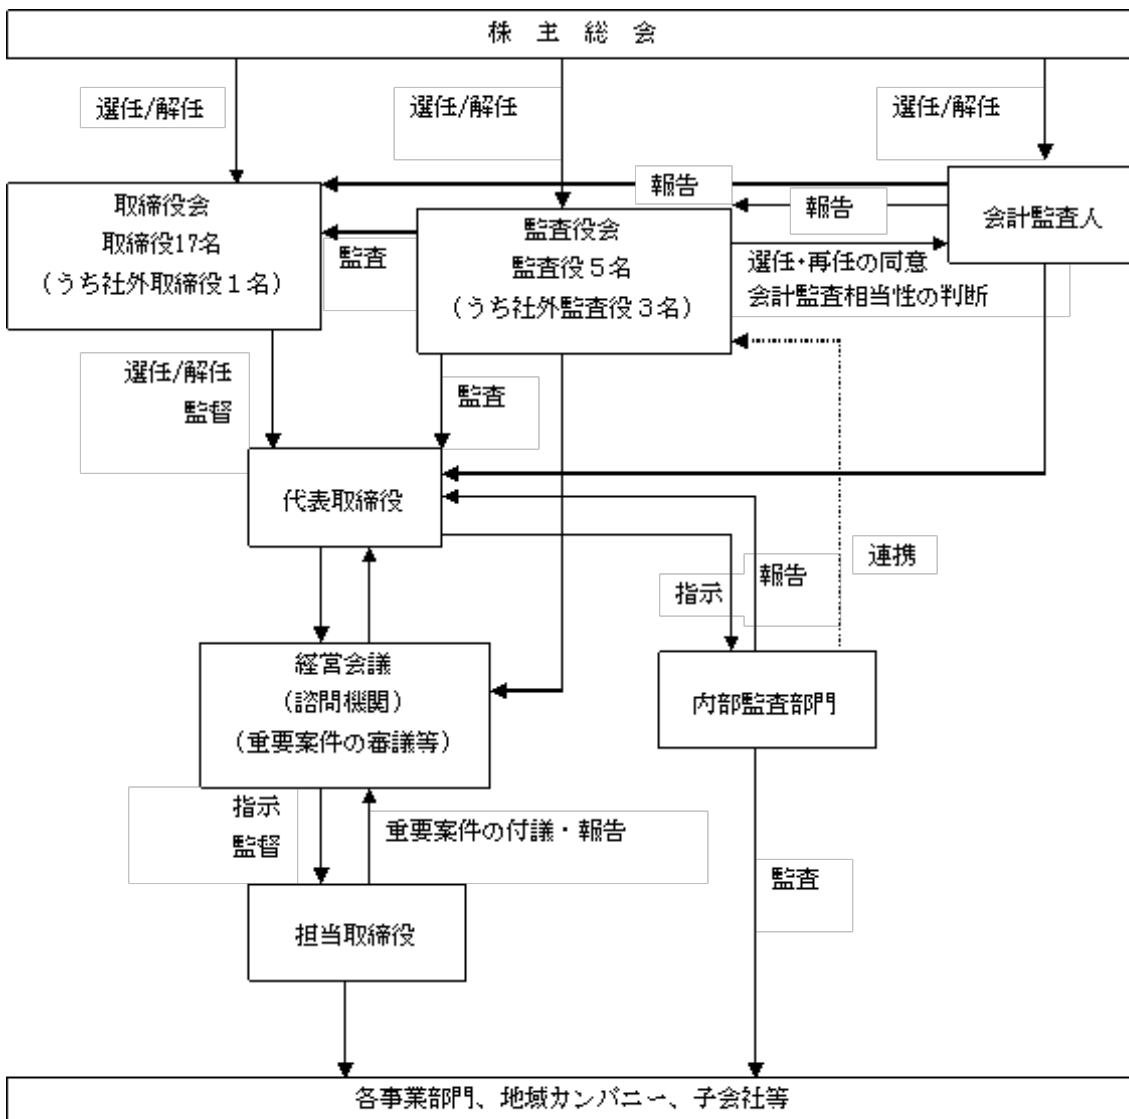 株 主 総 会
選任/解任
選任/解任
選任/解任
報告
報告
取締役会
取締役17名
(うち社外取締役1名)
監査
監査役会
監査役5名
(うち社外監査役3名)
会計監査人
選任・再任の同意
会計監査相当性の判断
選任/解任
監督
監査
代表取締役
指示
報告
連携
経営会議
(諮問機関)
(重要案件の審議等)
内部監査部門
指示
監督
重要案件の付議・報告
監査
担当取締役
各事業部門、地域カンパニー、子会社等